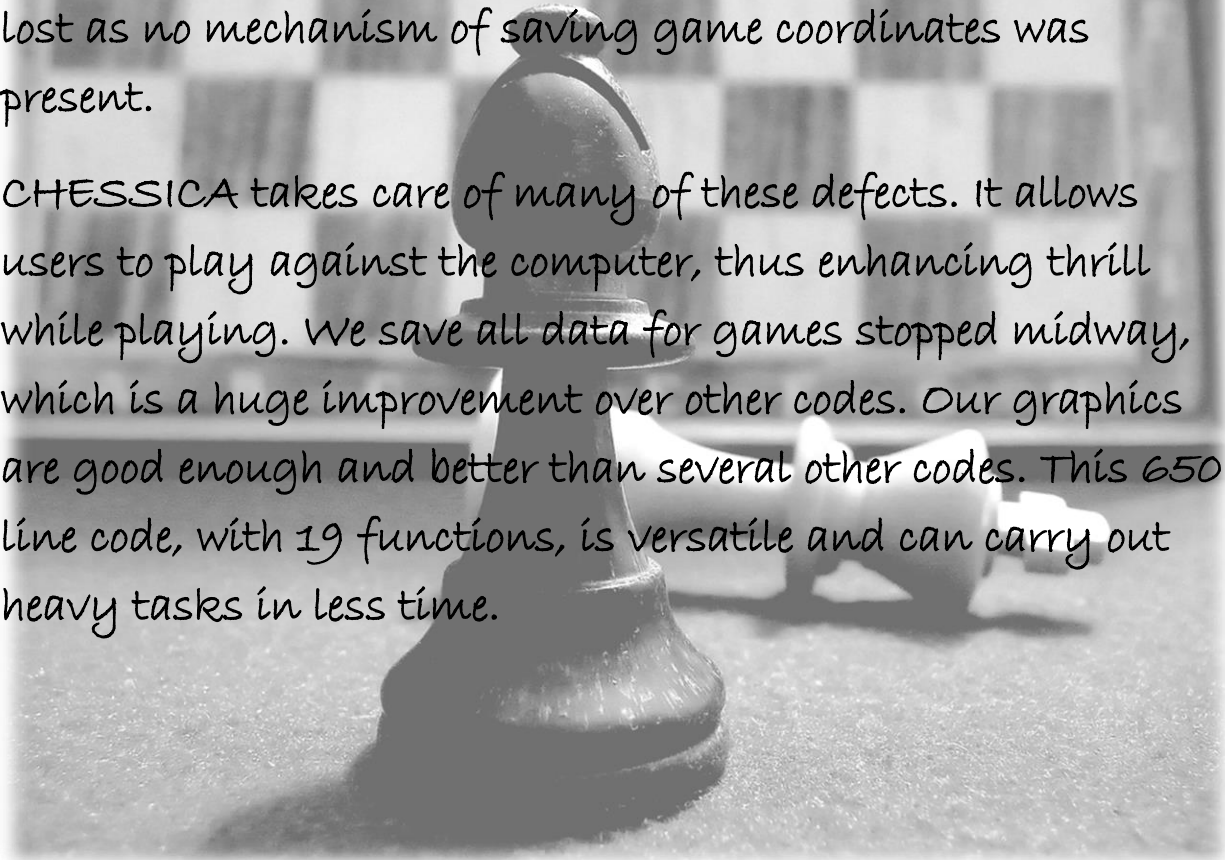 lost as no mechanism of saving game coordinates was
present.
CHESSICA takes care of many of these defects. It allows
users to play against the computer, thus enhancing thrill
while playing. We save all data for games stopped midway,
which is a huge improvement over other codes. Our graphics
are good enough and better than several other codes. This 650
line code, with 19 functions, is versatile and can carry out
heavy tasks in less time.